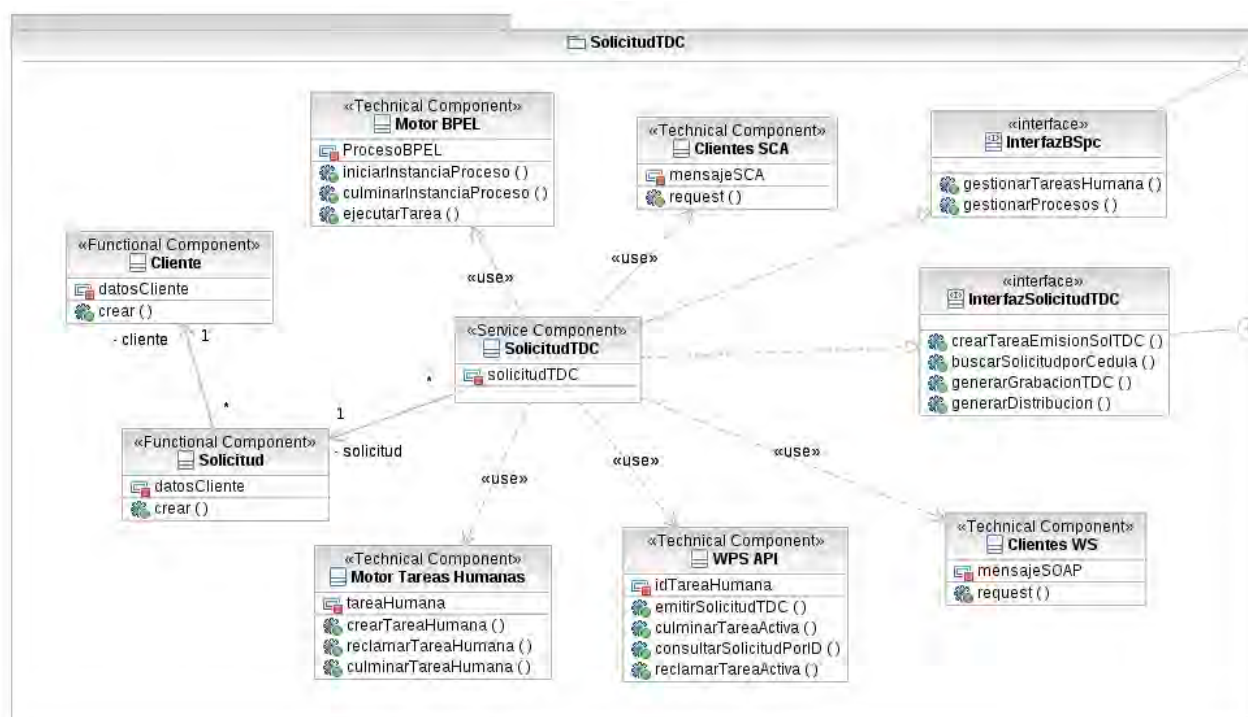 SolicitudTDC
«Technical Component»
Motor BPEL
ProcesoBPEL
iniciarInstanciaProceso ( )
culminarInstanciaProceso ( )
ejecutarTarea ( )
«Technical Component»
Clientes SCA
mensajeSCA
request ( )
«interface»
InterfazBSpc
gestionarTareasHumana ( )
gestionarProcesos ( )
«Functional Component»
Cliente
datosCliente
crear ( )
- cliente
1
*
«use»
«use»
«Service Component»
SolicitudTDC
solicitudTDC
«interface»
InterfazSolicitudTDC
crearTareaEmisionSolTDC ( )
buscarSolicitudporCedula ( )
generarGrabacionTDC ( )
generarDistribucion ( )
*
1
- solicitud
«Functional Component»
Solicitud
datosCliente
crear ( )
«use»
«use»
«use»
«Technical Component»
Motor Tareas Humanas
tareaHumana
crearTareaHumana ( )
reclamarTareaHumana ( )
culminarTareaHumana ( )
«Technical Component»
WPS API
idTareaHumana
emitirSolicitudTDC ( )
culminarTareaActiva ( )
consultarSolicitudPorID ( )
reclamarTareaActiva ( )
«Technical Component»
Clientes WS
mensajeSOAP
request ( )